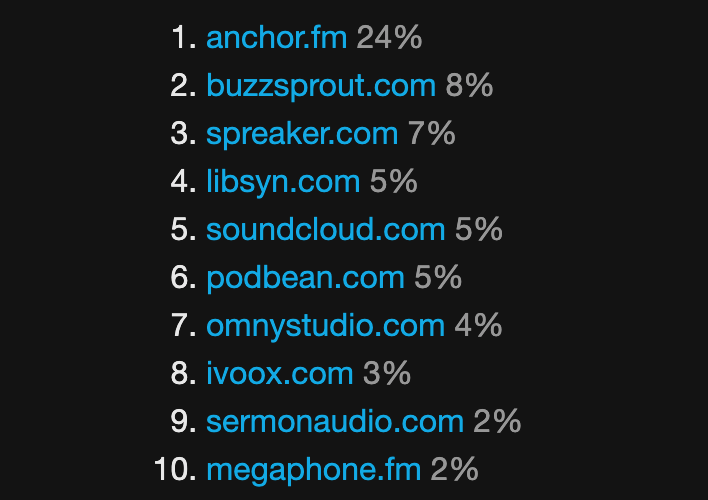 1. anchor.fm 24%
2. buzzsprout.com 8%
3. spreaker.com 7%
4. libsyn.com 5%
5. soundcloud.com 5%
6. podbean.com 5%
7. omnystudio.com 4%
8. ivoox.com 3%
9. sermonaudio.com 2%
10. megaphone.fm 2%